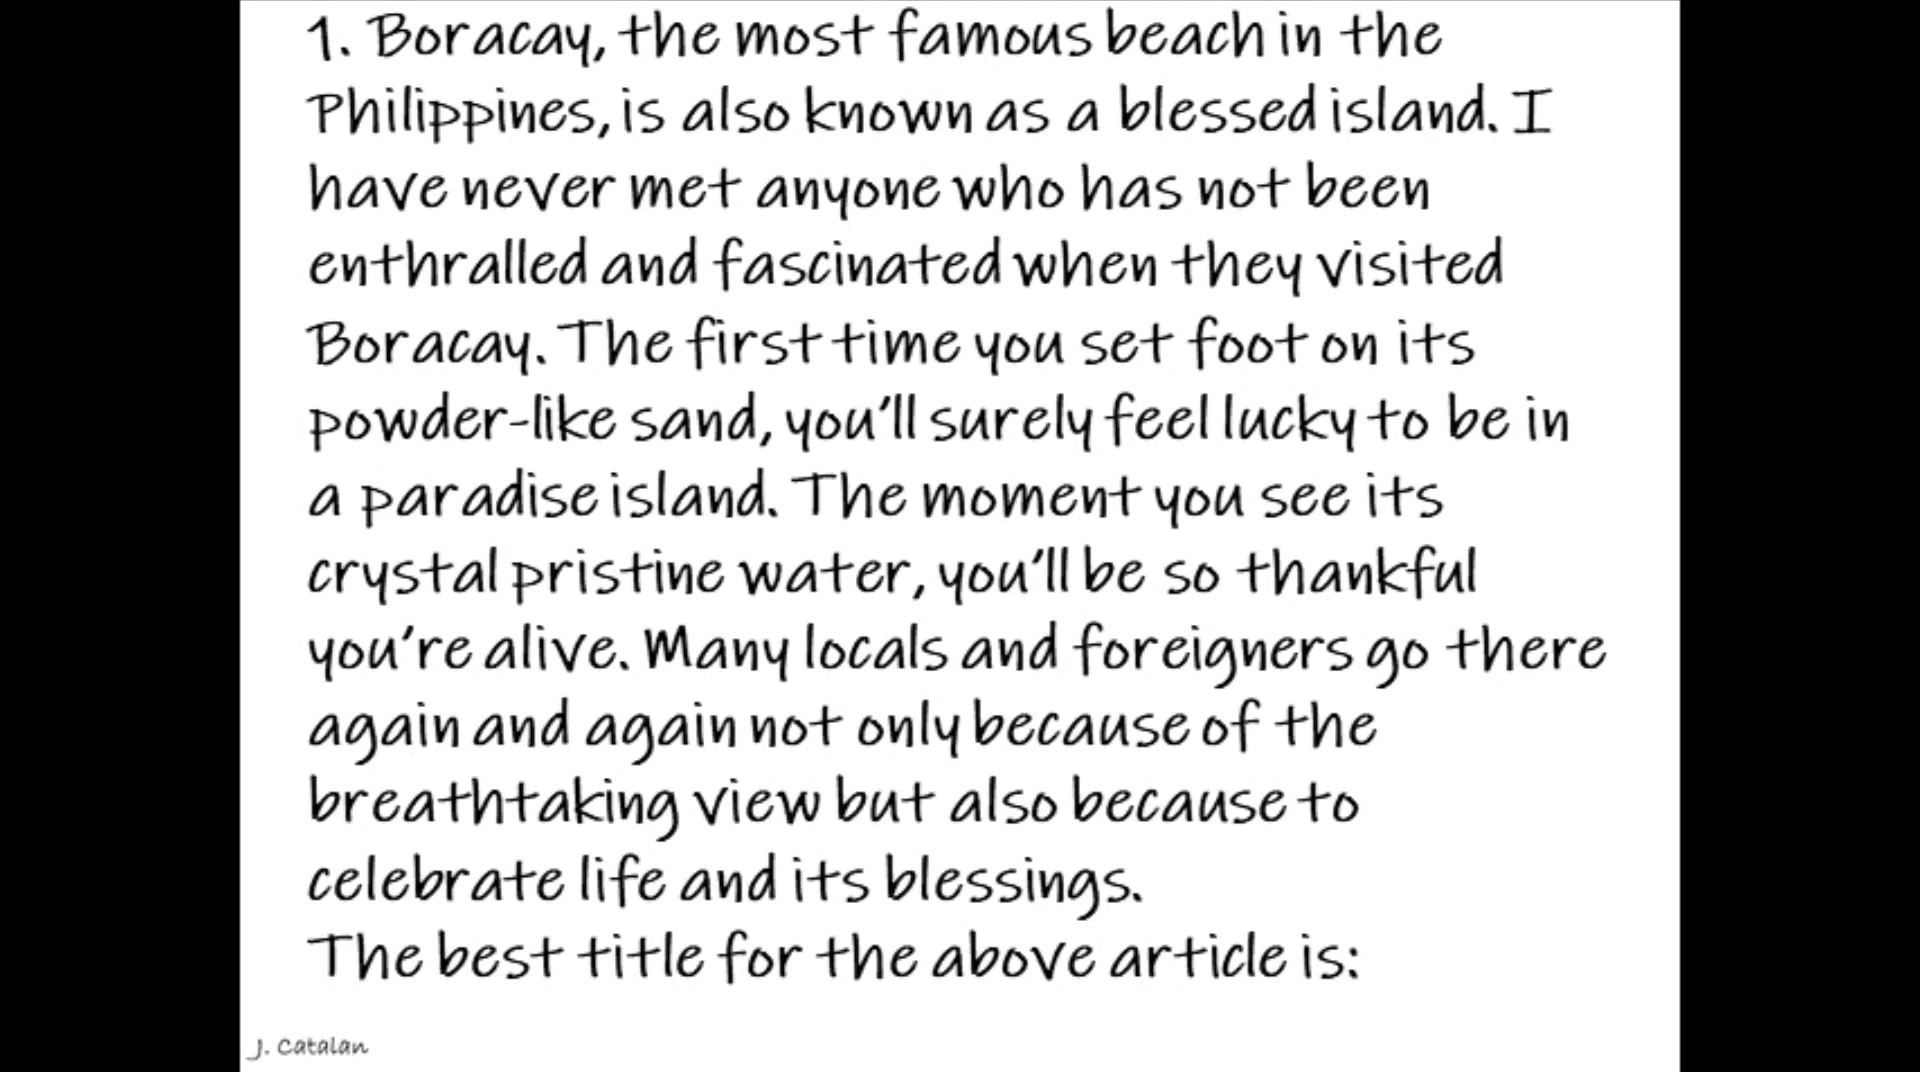 1. Boracay, the most famous beach in the
Philippines, is also known as a blessed island. I
have never met anyone who has not been
enthralled and fascinated when they visited
Boracay. The first time you set foot on its
powder-like sand, you'll surely feel lucky to be in
a paradise island. The moment you see its
crystal pristine water, you'll be so thankful
you're alive. Many locals and foreigners go there
again and again not only because of the
breathtaking view but also because to
celebrate life and its blessings.
The best title for the above article is:
J. Catalan